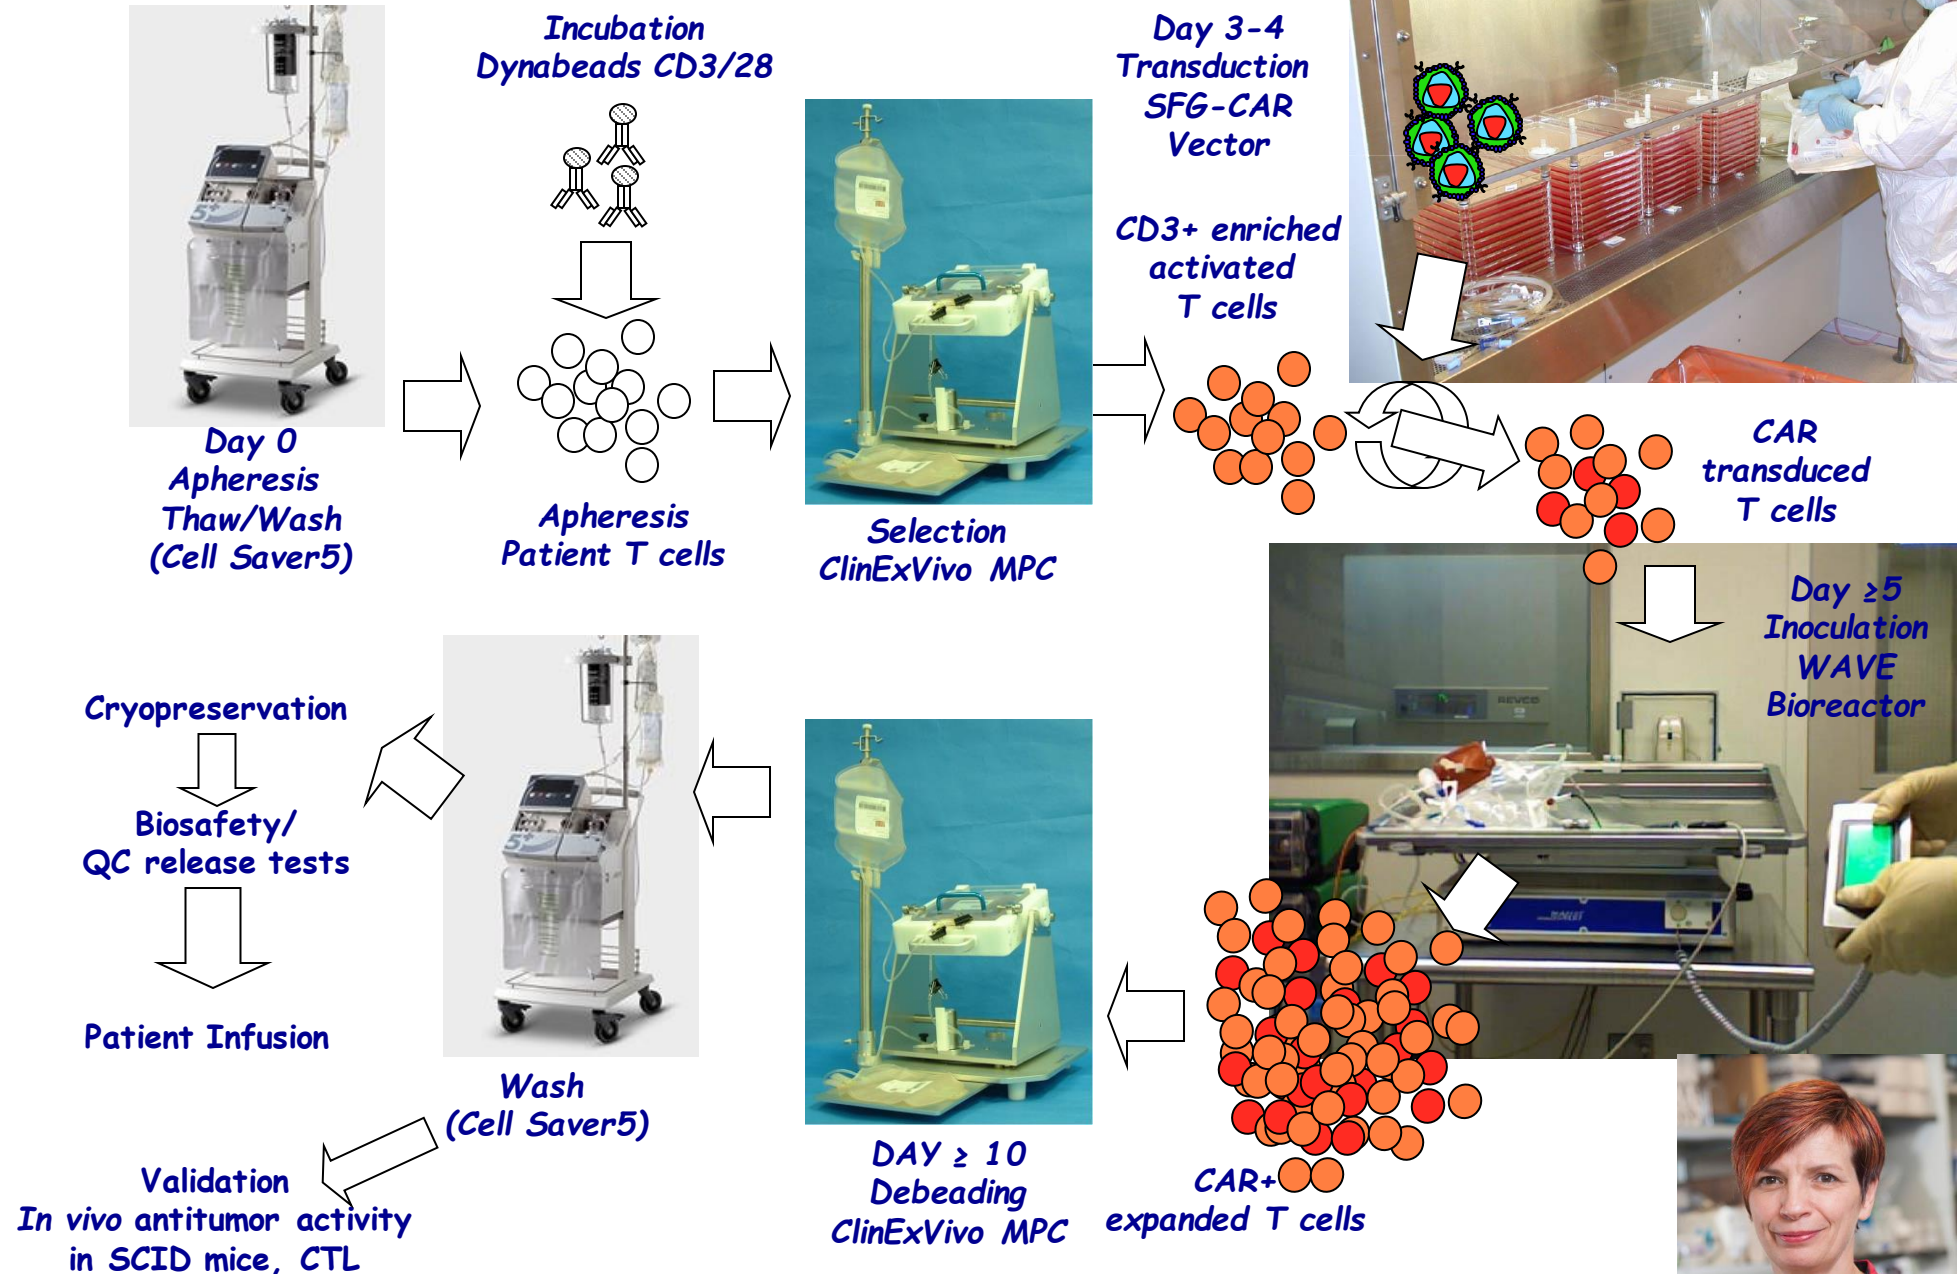 Incubation
Dynabeads CD3/28
Day 3-4
Transduction
SFG-CAR
Vector
CD3+ enriched
activated
T cells
5+
Day 0
Apheresis
Thaw/Wash
(Cell Saver5)
Apheresis
Patient T cells
Selection
ClinExVivo MPC
CAR
transduced
T cells
Day ≥5
Inoculation
WAVE
Bioreactor
REVCO
Cryopreservation
Biosafety/
QC release tests
Patient Infusion
5+
Wash
(Cell Saver5)
DAY ≥ 10
Debeading
ClinExVivo MPC
CAR+
expanded T cells
Validation
In vivo antitumor activity
in SCID mice, CTL